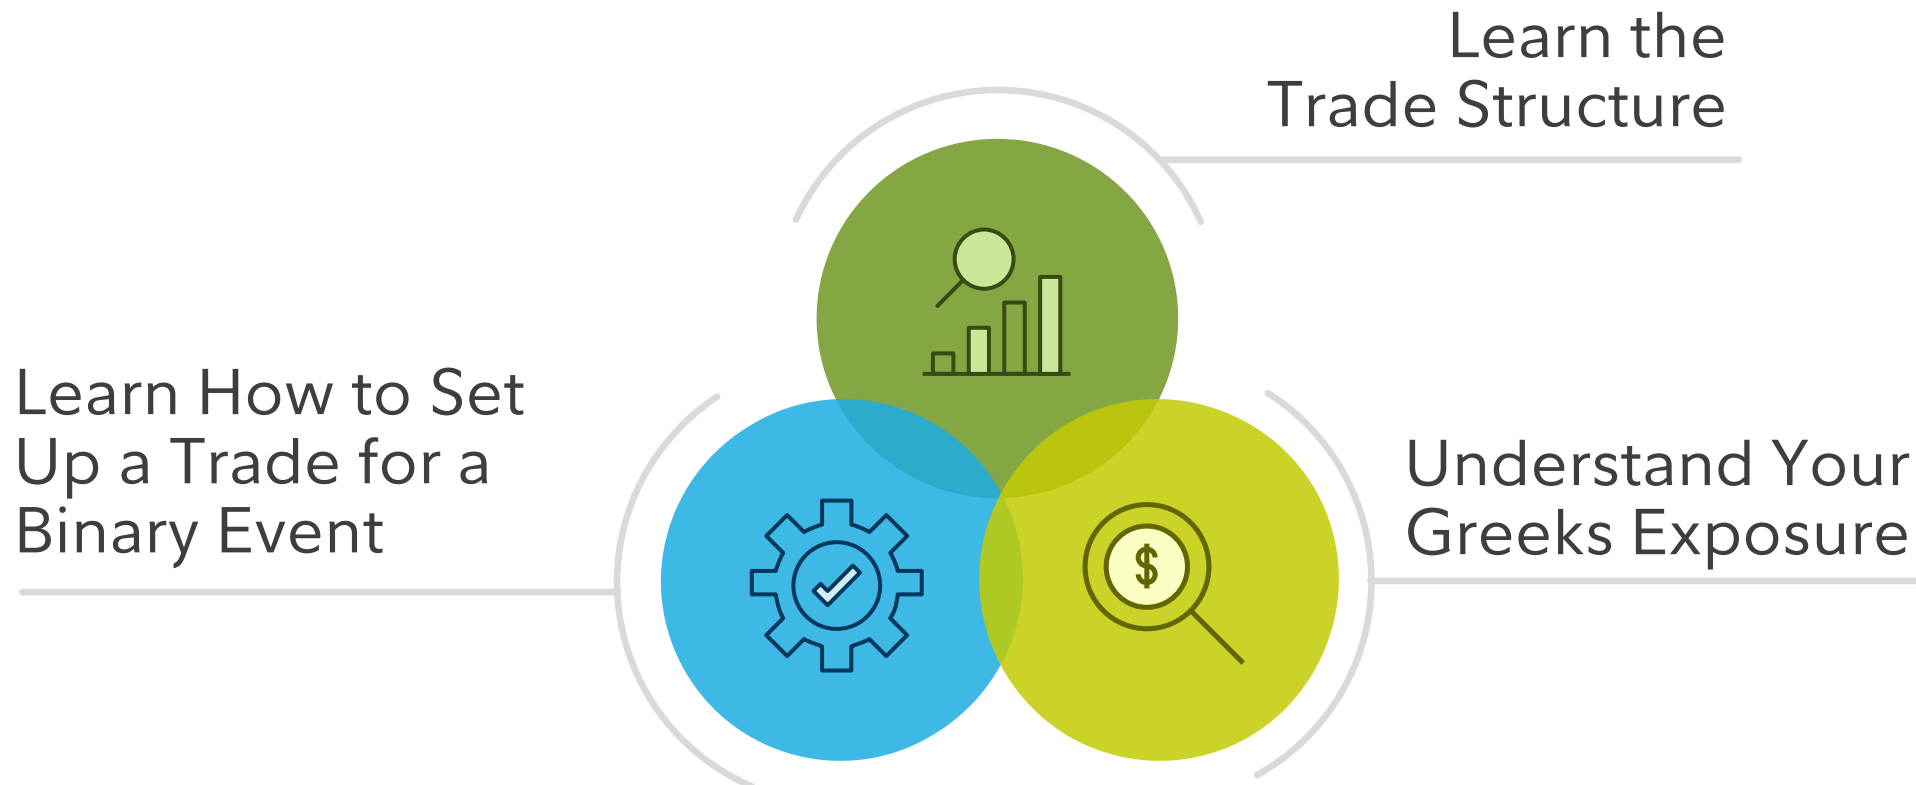 Learn the
Trade Structure
Learn How to Set
Up a Trade for a
Binary Event
Understand Your
Greeks Exposure
$